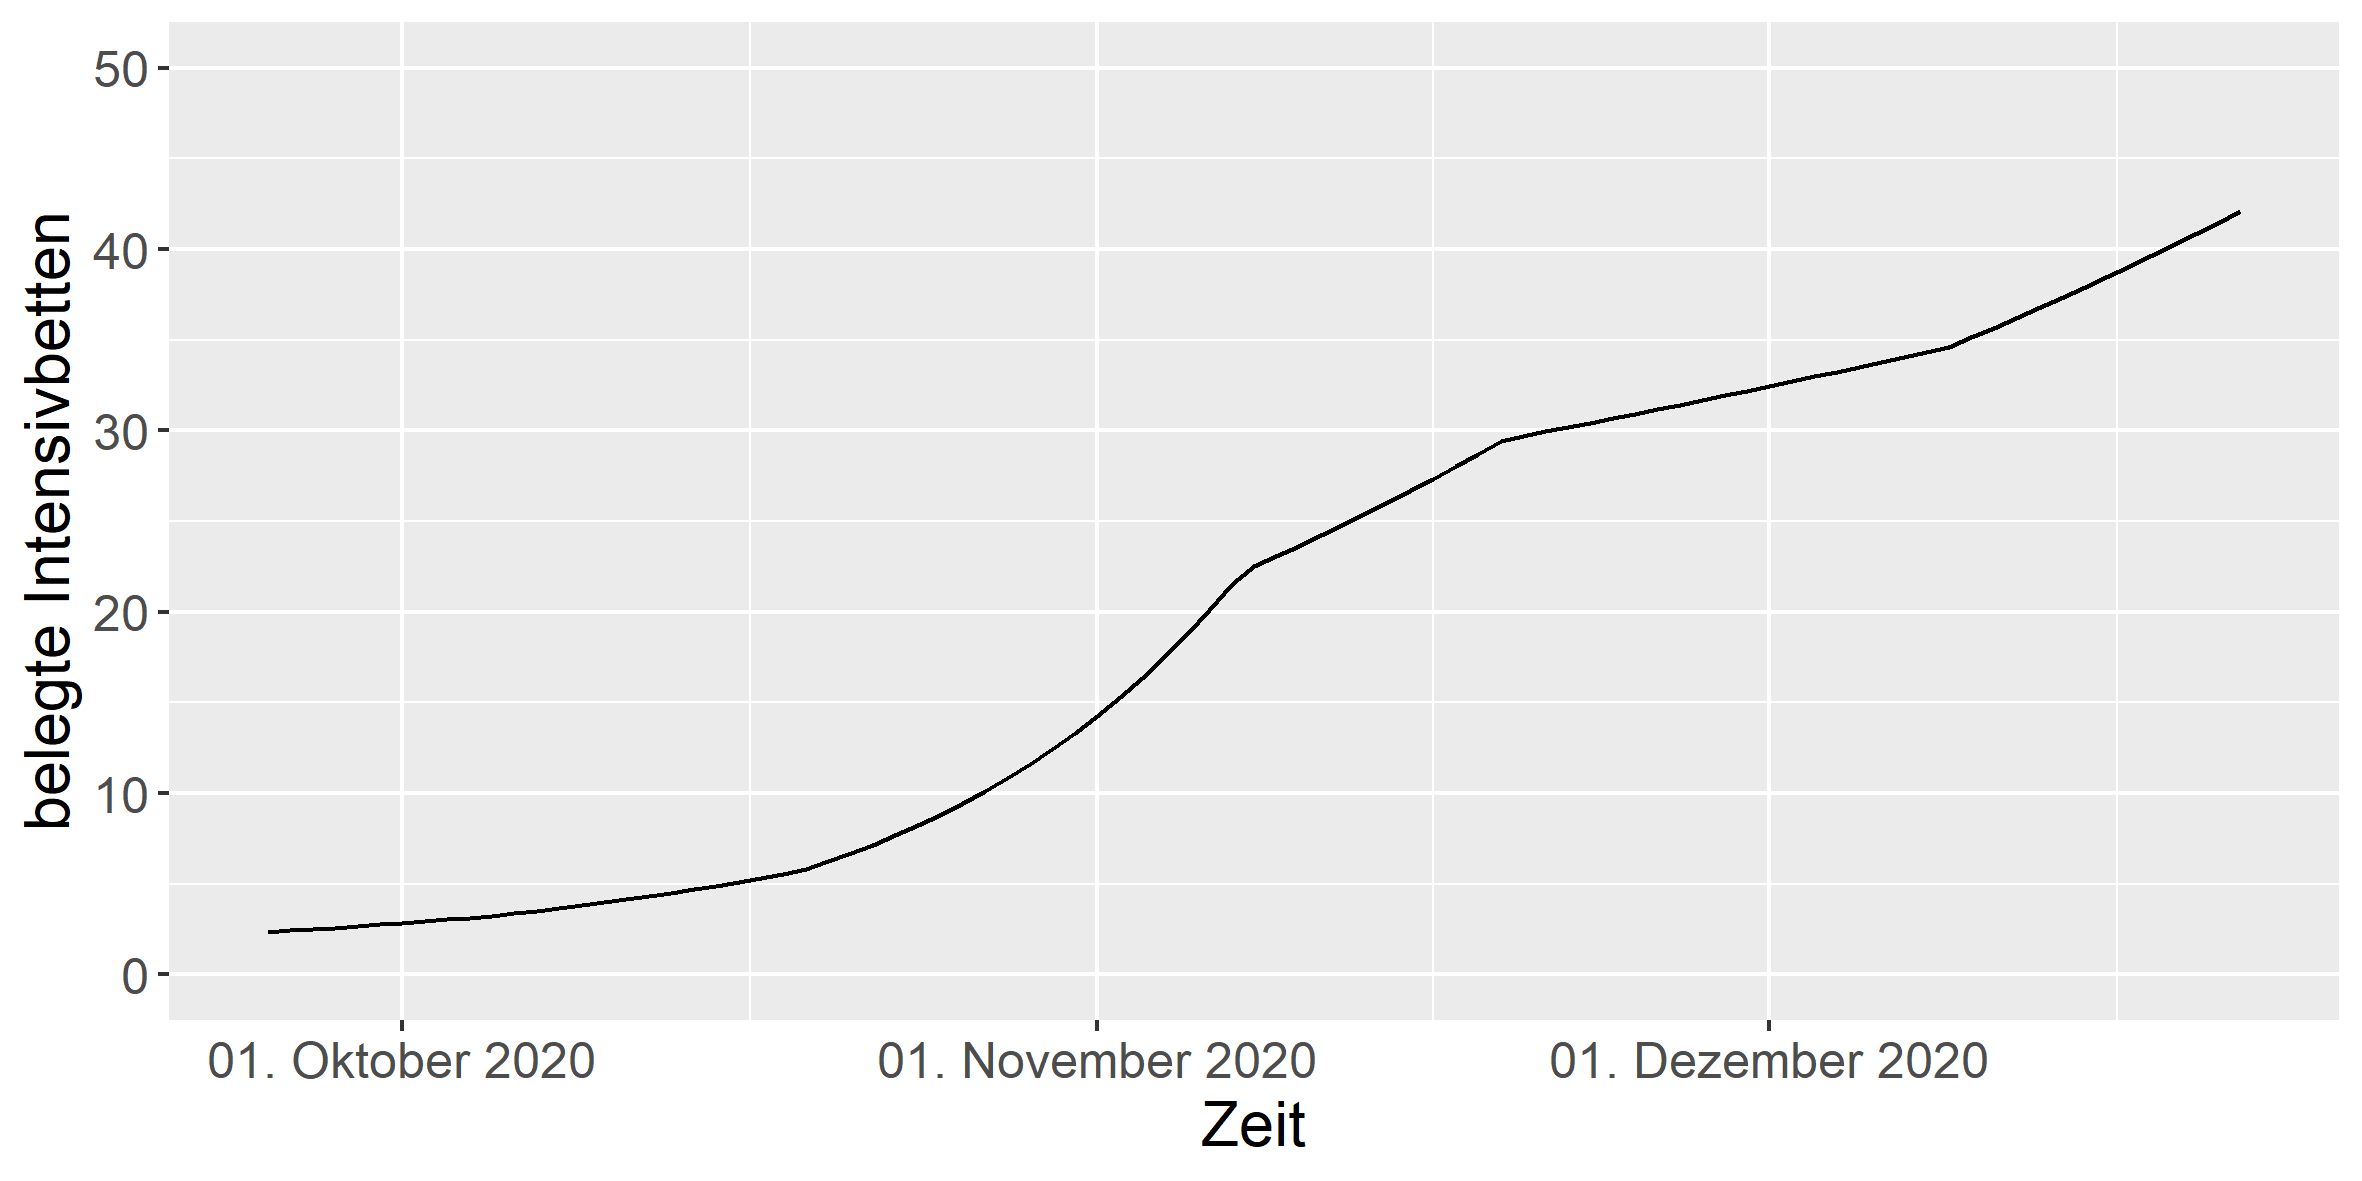 belegte Intensivbetten
50
40
30
20
10
0
01. Oktober 2020
01. November 2020
01. Dezember 2020
Zeit